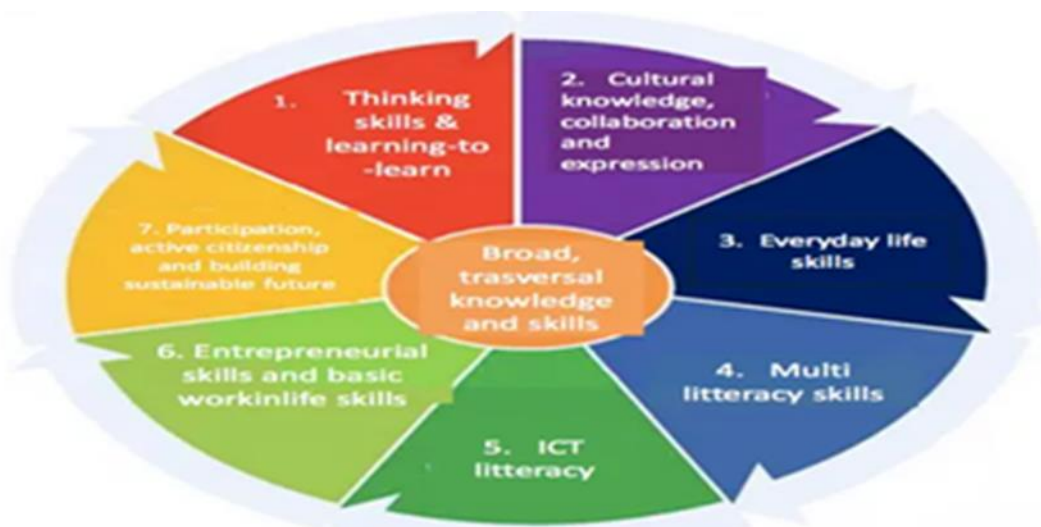 1. Thinking
skills &
learning-to
-learn
2. Cultural
knowledge,
collaboration
and
expression
3. Everyday life
skills
4. Multi
litteracy skills
5. ICT
litteracy
6. Entrepreneurial
skills and basic
workinlife skills
7. Participation,
active citizenship
and building
sustainable future
Broad,
trasversal
knowledge
and skills